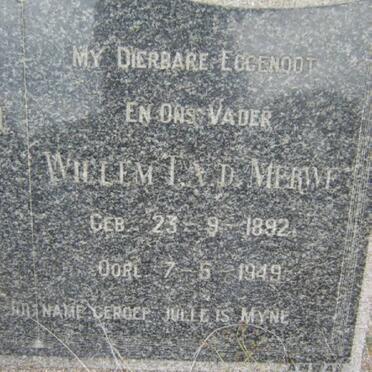 MY DIERBARE EGGENOOT
EN ONS VADER
WILLEM T.V.D. MERWE
GEB. 23-9-1892.
OORL. 7-6-1949
NAME GEROEP JULLE IS MYNE